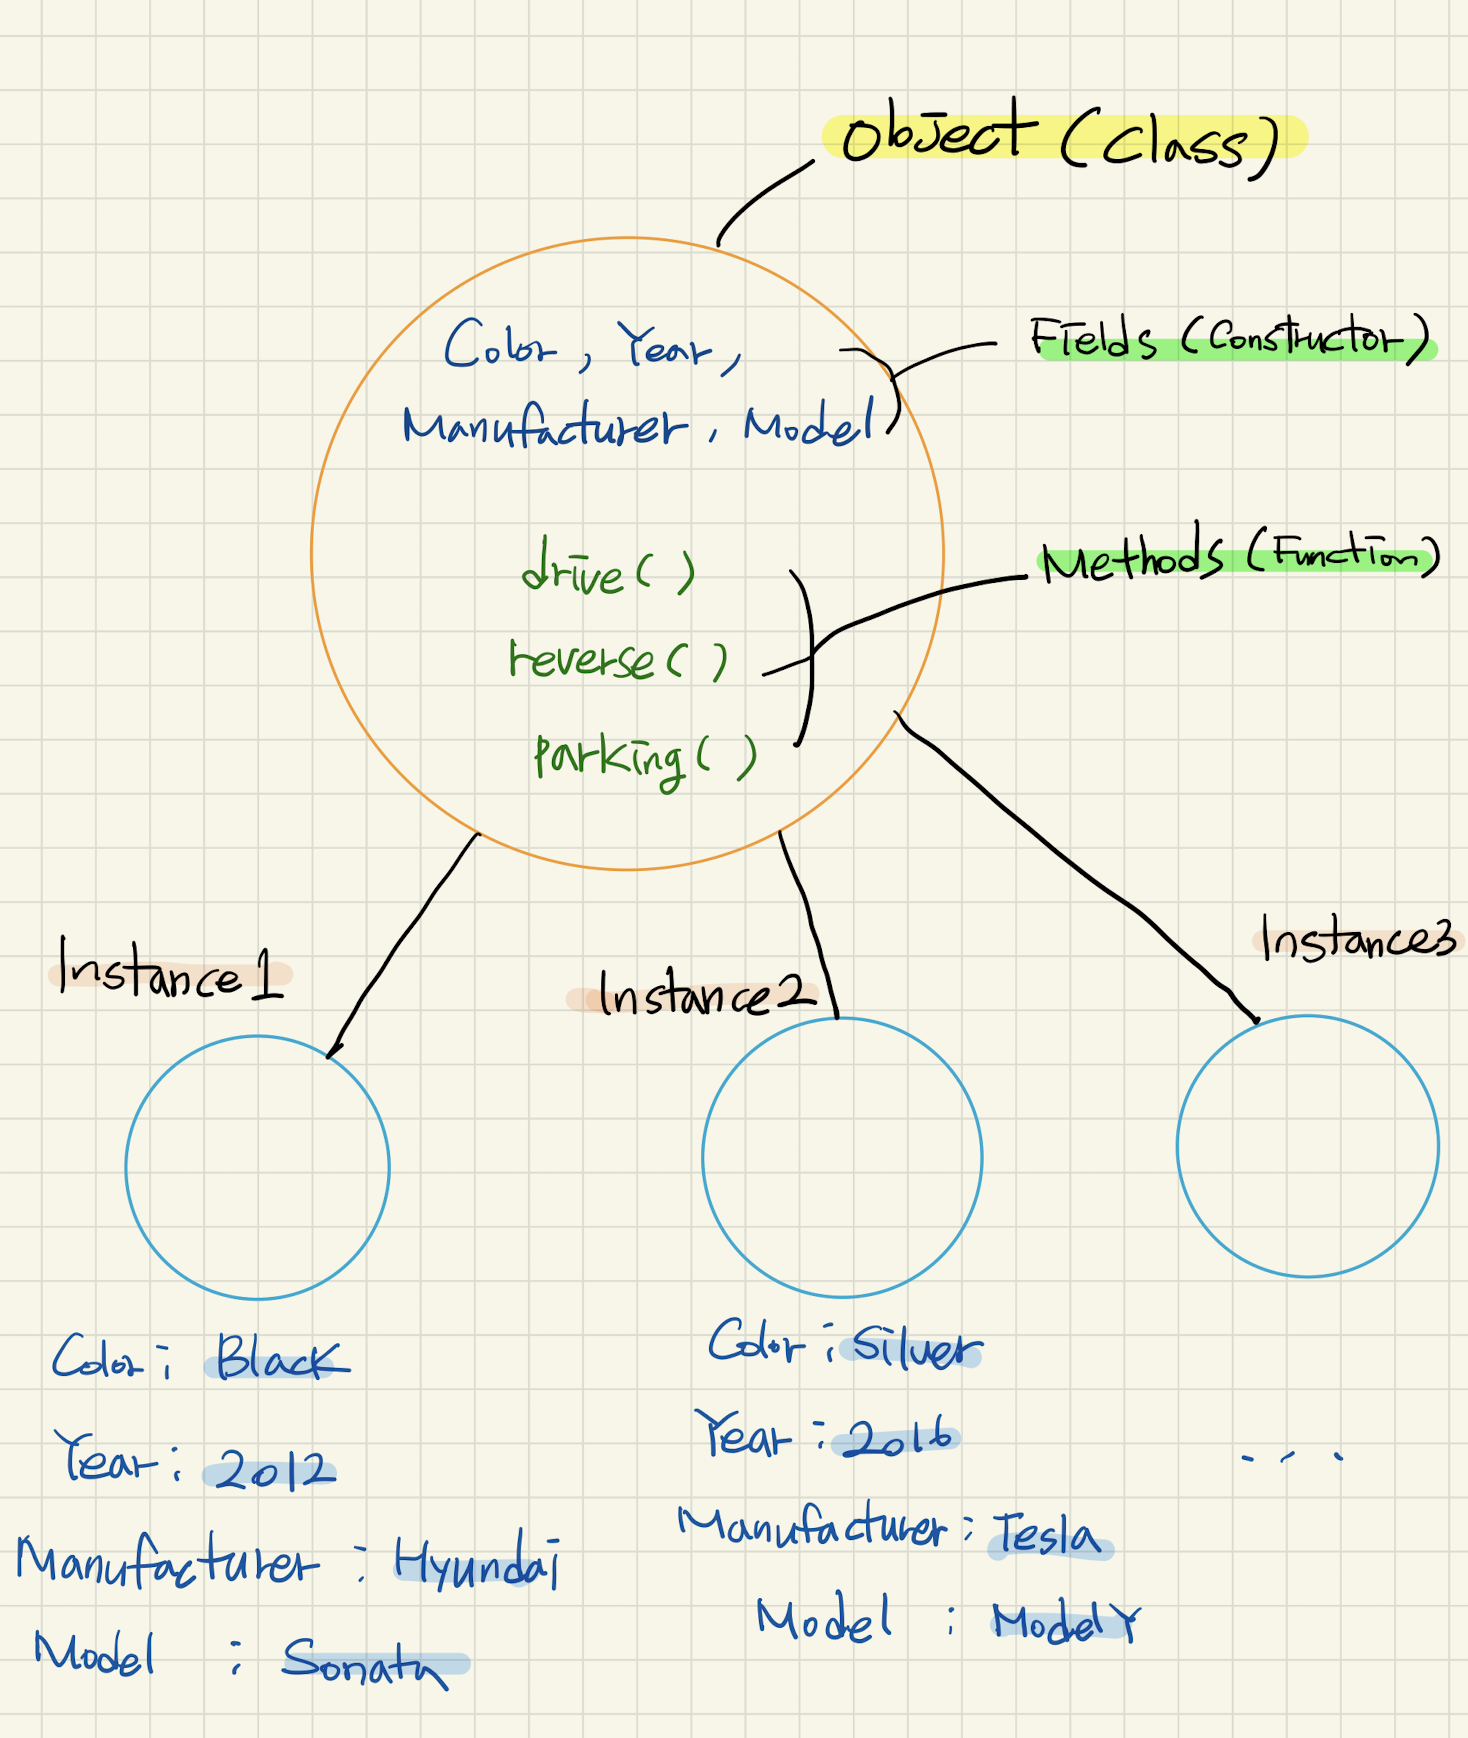 Object (Class)
Color, Year,
Manufacturer, Model
Fields (Constructor)
drive( )
reverse( )
parking( )
Methods (Function)
Instance1
Instance2
Instance3
Color: Black
Year: 2012
Manufacturer: Hyundai
Model: Sonata
Color: Silver
Year: 2016
Manufacturer: Tesla
Model: Model Y
...